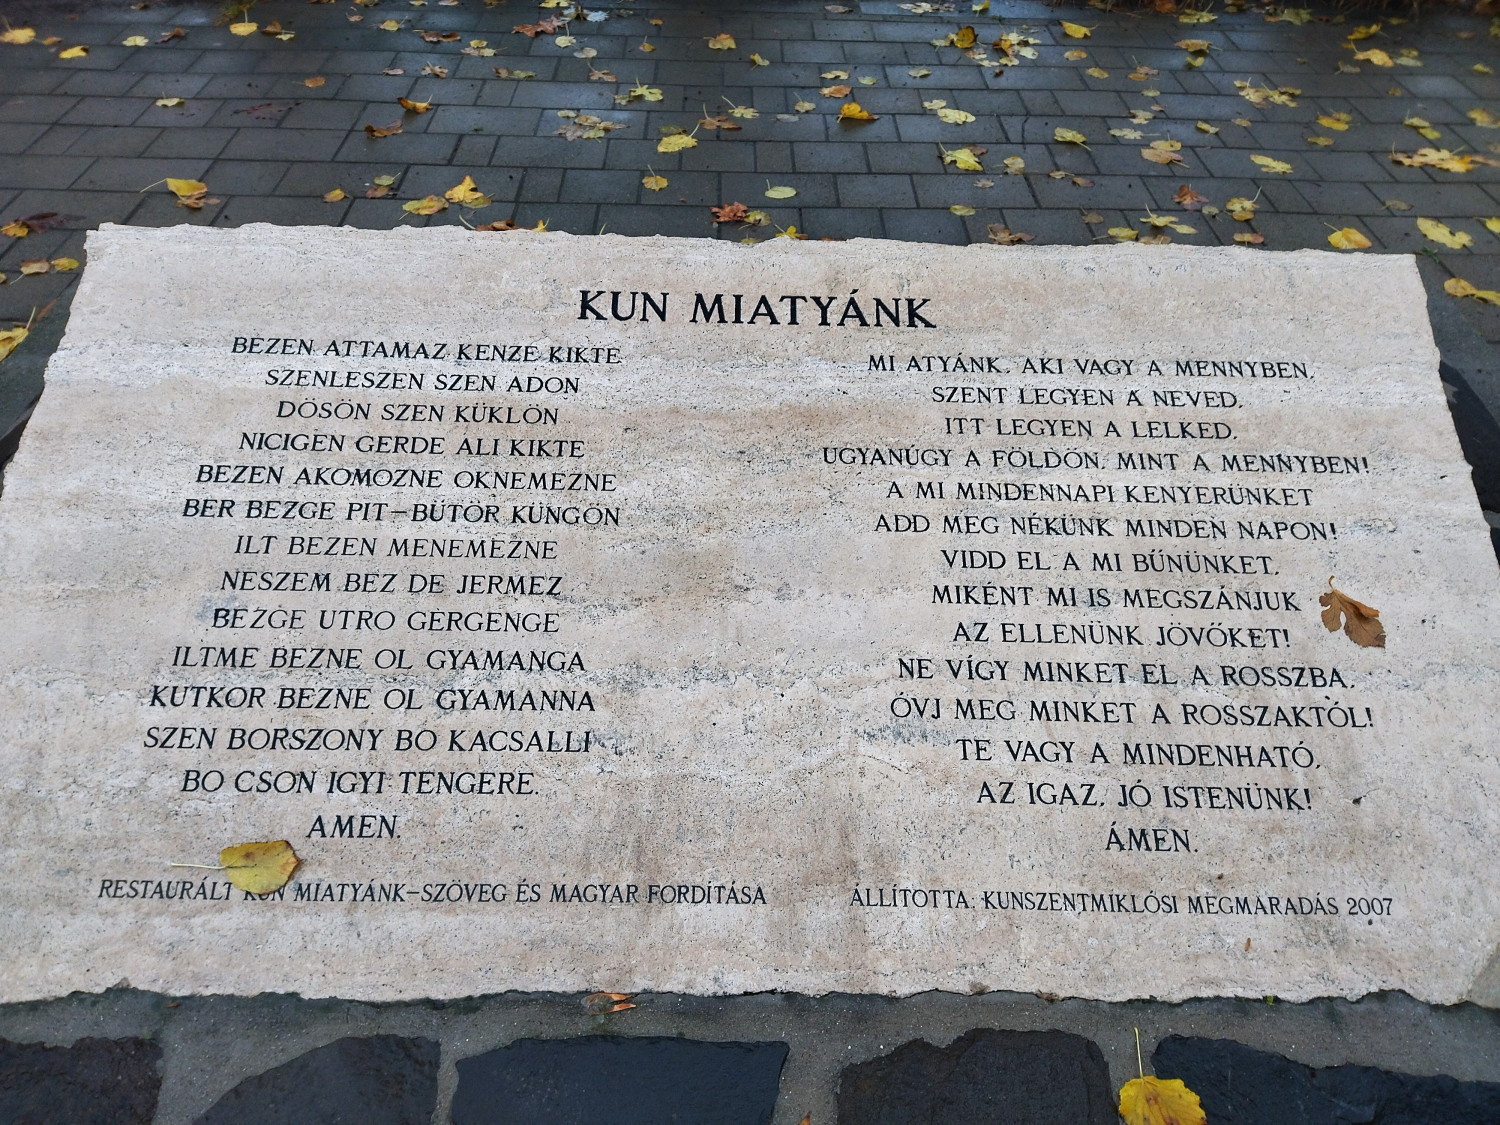 KUN MIATYÁNK
BEZEN ATTAMAZ KENZE KIKTE
SZENLESZEN SZEN ADON
DÖSÖN SZEN KÜKLÖN
NICIGEN GERDE ALI KIKTE
BEZEN AKOMOZNE OKNEMEZNE
BER BEZGE PIT-BÜTÖR KÜNGÖN
ILT BEZEN MENEMEZNE
NESZEM BEZ DE JERMEZ
BEZGE UTRO GERGENGE
ILTME BEZNE OL GYAMANGA
KUTKOR BEZNE OL GYAMANNA
SZEN BORSZONY BO KACSALLI
BO CSON IGYI TENGERE.
AMEN.
MI ATYÁNK, AKI VAGY A MENNYBEN,
SZENT LEGYEN A NEVED,
ITT LEGYEN A LELKED,
UGYANÚGY A FÖLDÖN, MINT A MENNYBEN!
A MI MINDENNAPI KENYERÜNKET
ADD MEG NÉKÜNK MINDEN NAPON!
VIDD EL A MI BŰNÜNKET,
MIKÉNT MI IS MEGSZÁNJUK
AZ ELLENÜNK JÖVŐKET!
NE VÍGY MINKET EL A ROSSZBA,
ÓVJ MEG MINKET A ROSSZAKTÓL!
TE VAGY A MINDENHATÓ,
AZ IGAZ, JÓ ISTENÜNK!
ÁMEN.
RESTAURÁLT KUN MIATYÁNK-SZÖVEG ÉS MAGYAR FORDÍTÁSA
ÁLLÍTOTTA: KUNSZENTMIKLÓSI MEGMARADÁS 2007